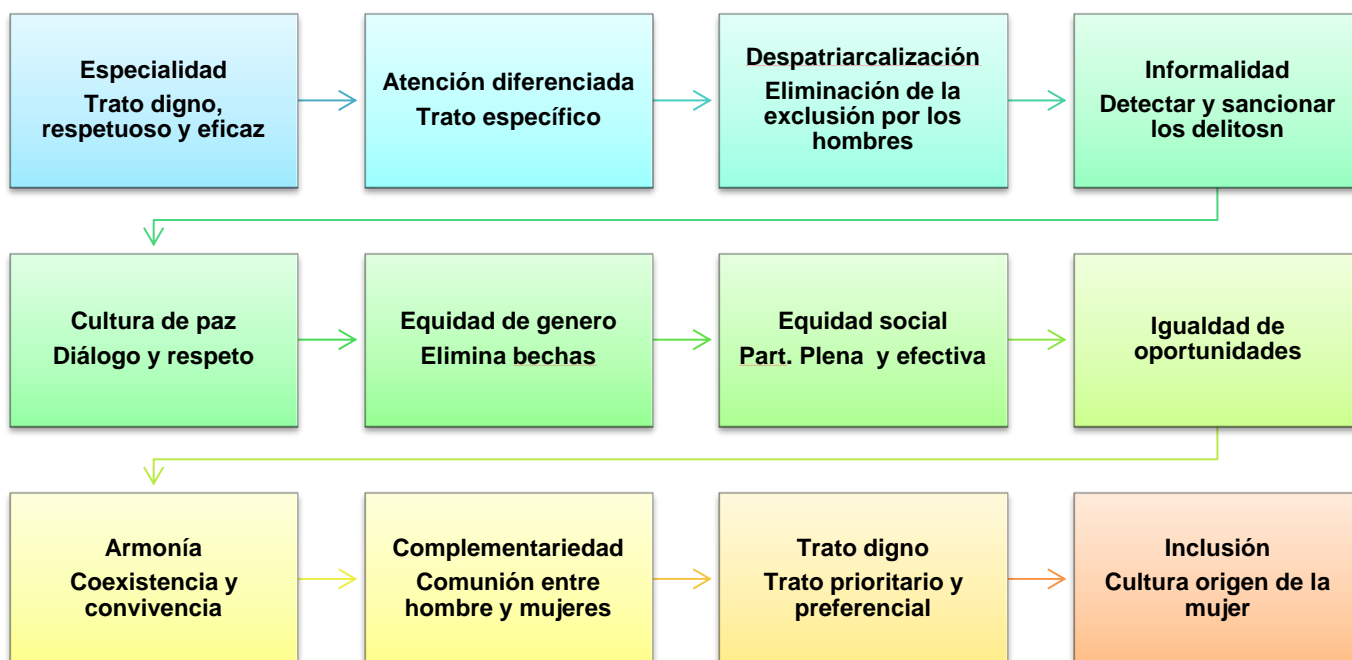 Especialidad
Trato digno,
respetuoso y eficaz
Atención diferenciada
Trato específico
Despatriarcalización
Eliminación de la
exclusión por los
hombres
Informalidad
Detectar y sancionar
los delitosn
Cultura de paz
Diálogo y respeto
Equidad de genero
Elimina bechas
Equidad social
Part. Plena y efectiva
Igualdad de
oportunidades
Armonía
Coexistencia y
convivencia
Complementariedad
Comunión entre
hombre y mujeres
Trato digno
Trato prioritario y
preferencial
Inclusión
Cultura origen de la
mujer